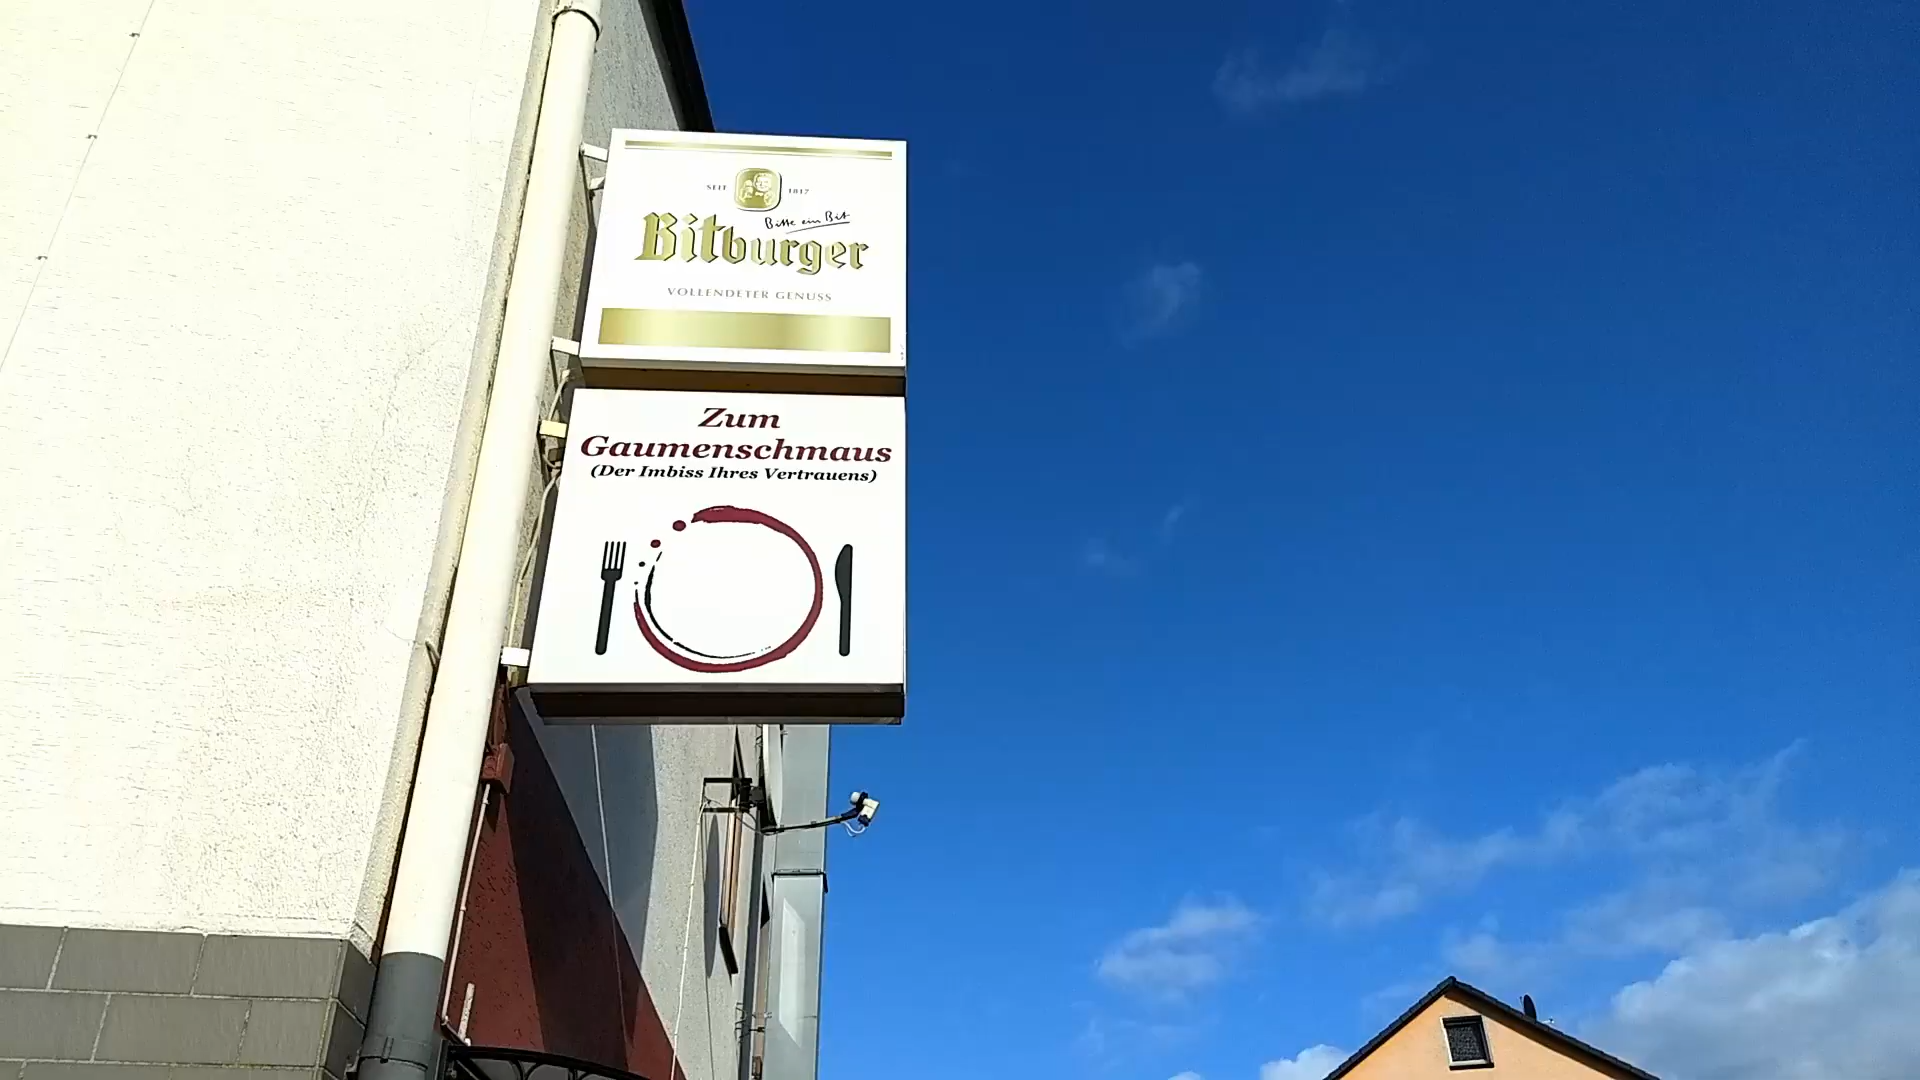 SEIT 1817
Bitte ein Bit
Bitburger
VOLLENDETER GENUSS
Zum
Gaumenschmaus
(Der Imbiss Ihres Vertrauens)